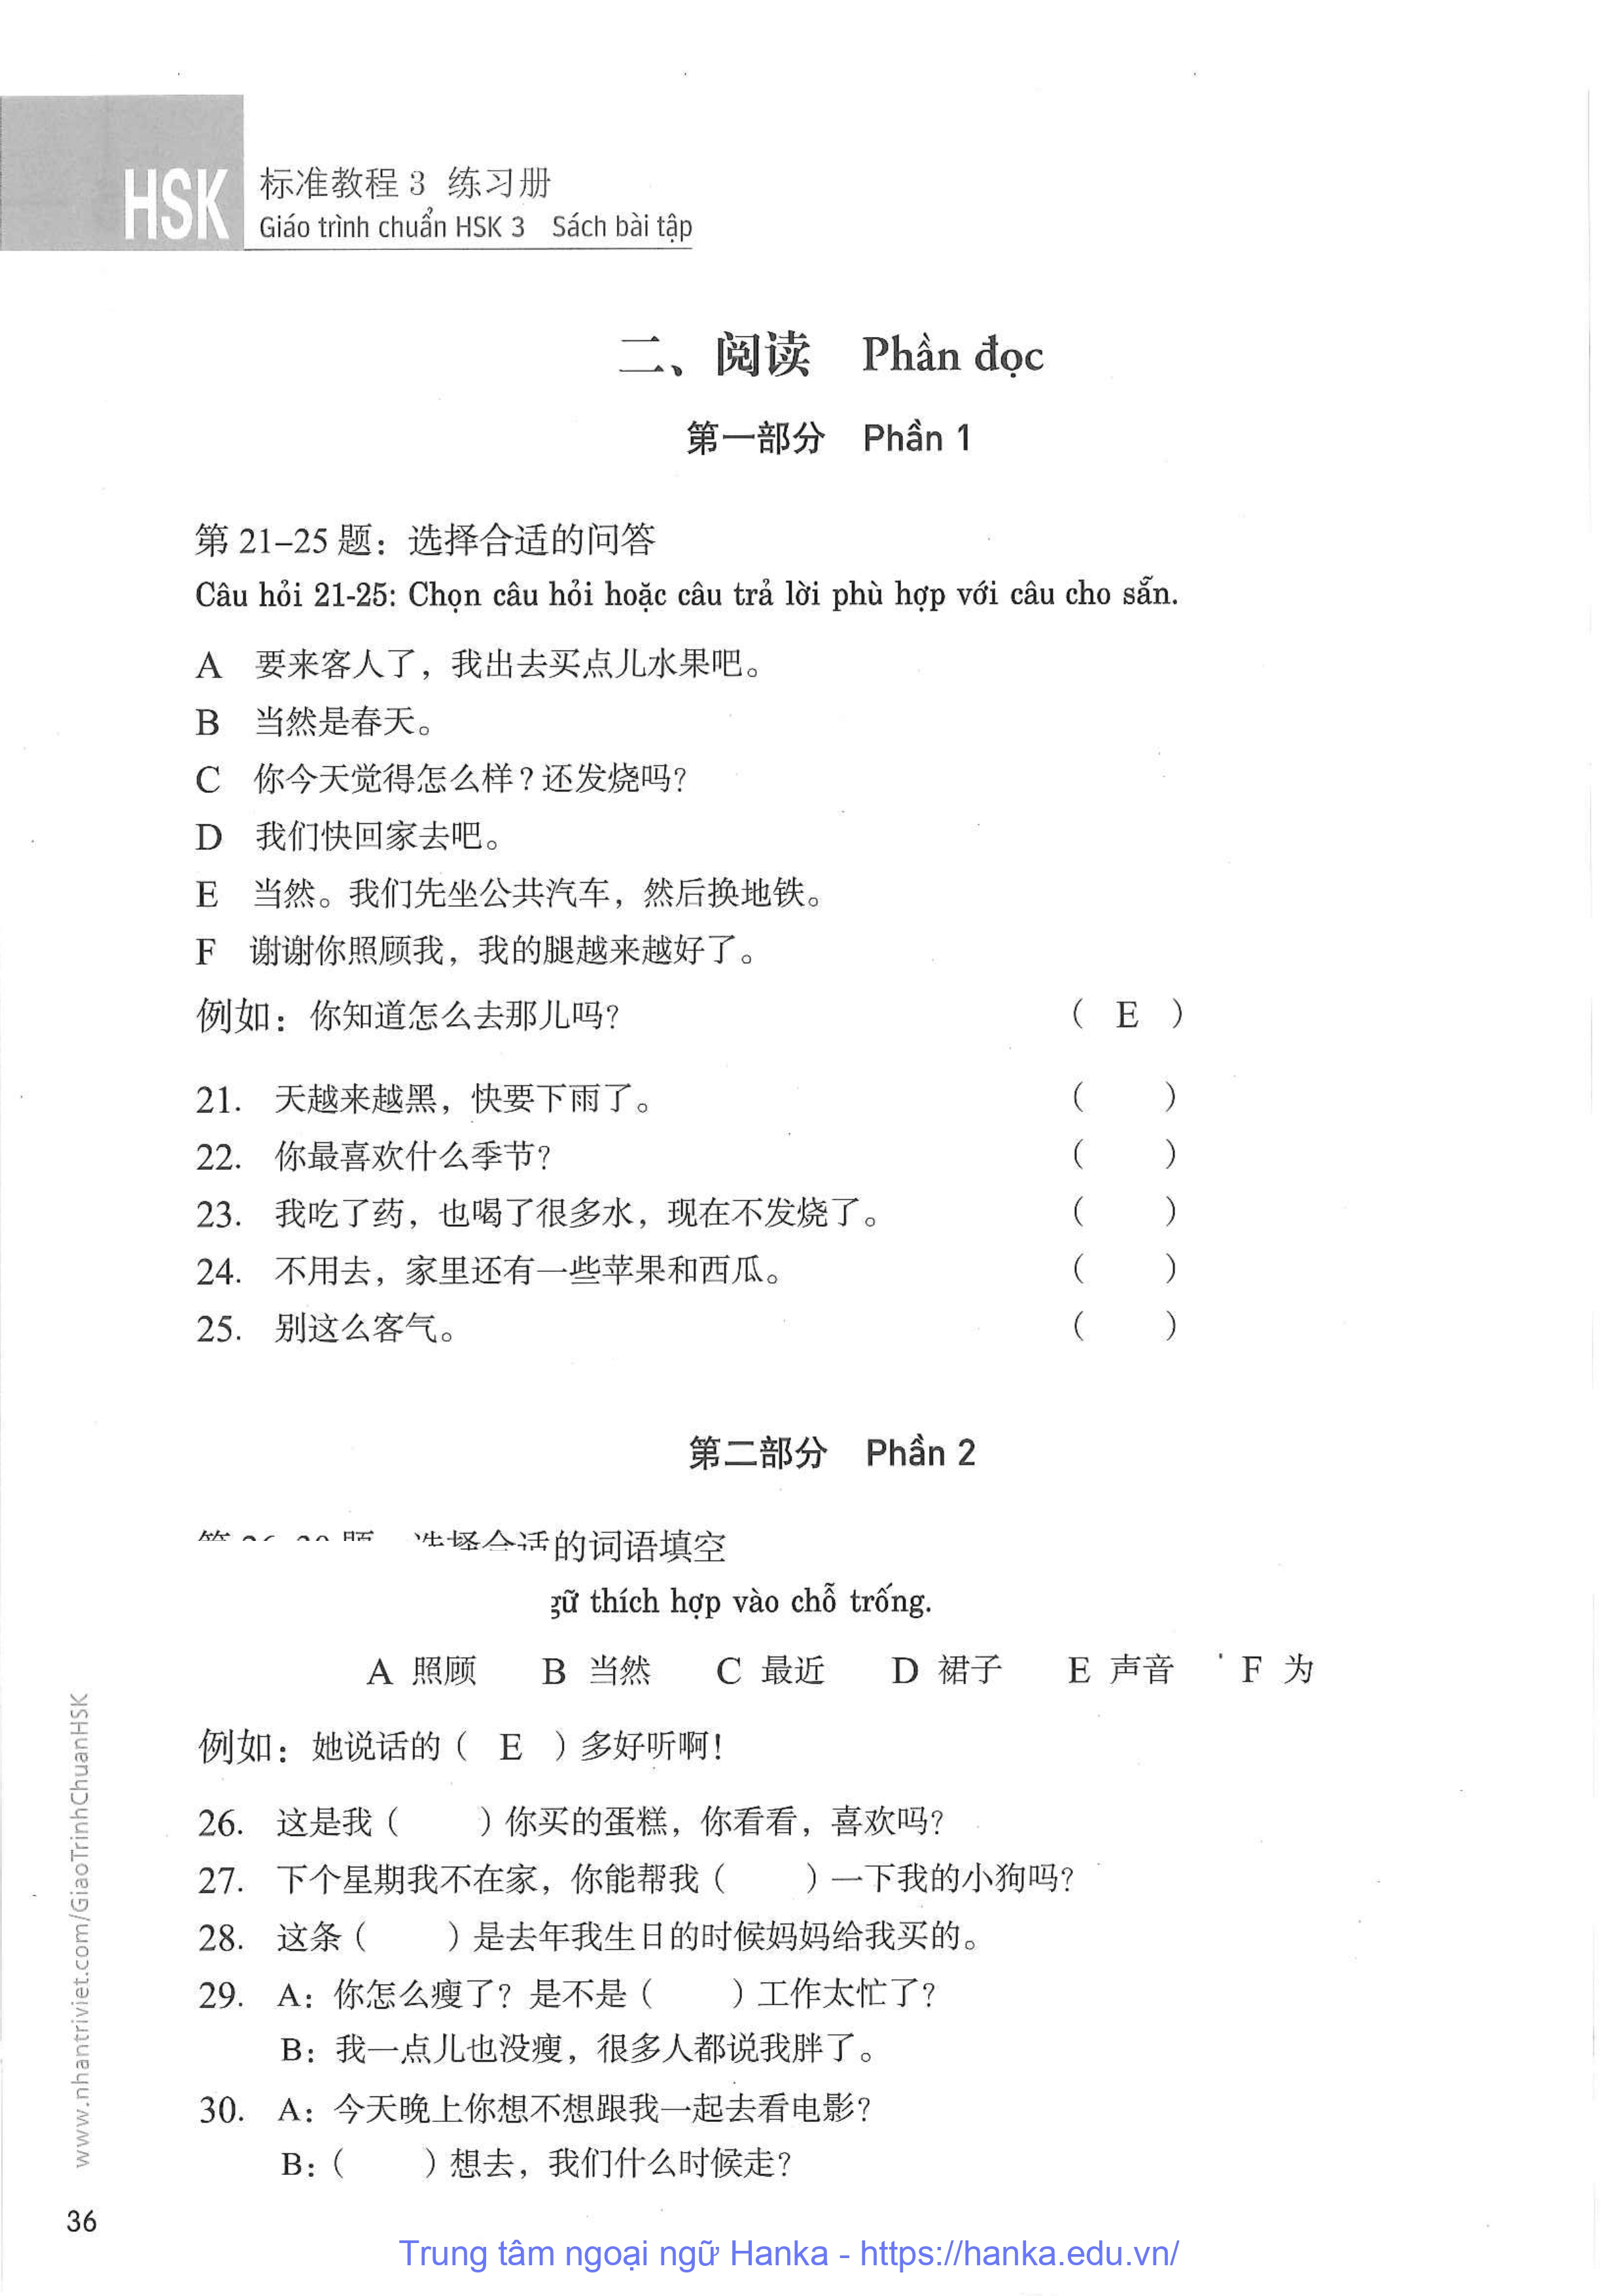 HSK
标准教程 3 练习册
Giáo trình chuẩn HSK 3 Sách bài tập
二、阅读 Phần đọc
第一部分 Phần 1
第 21–25 题：选择合适的问答
Câu hỏi 21-25: Chọn câu hỏi hoặc câu trả lời phù hợp với câu cho sẵn.
A 要来客人了，我出去买点儿水果吧。
B 当然是春天。
C 你今天觉得怎么样？还发烧吗？
D 我们快回家去吧。
E 当然。我们先坐公共汽车，然后换地铁。
F 谢谢你照顾我，我的腿越来越好了。
例如：你知道怎么去那儿吗？ （ E ）
21. 天越来越黑，快要下雨了。 （ ）
22. 你最喜欢什么季节？ （ ）
23. 我吃了药，也喝了很多水，现在不发烧了。 （ ）
24. 不用去，家里还有一些苹果和西瓜。 （ ）
25. 别这么客气。 （ ）
第二部分 Phần 2
选择合适的词语填空
thích hợp vào chỗ trống.
A 照顾 B 当然 C 最近 D 裙子 E 声音 F 为
例如：她说话的（ E ）多好听啊！
26. 这是我（ ）你买的蛋糕，你看看，喜欢吗？
27. 下个星期我不在家，你能帮我（ ）一下我的小狗吗？
28. 这条（ ）是去年我生日的时候妈妈给我买的。
29. A：你怎么瘦了？是不是（ ）工作太忙了？
B：我一点儿也没瘦，很多人都说我胖了。
30. A：今天晚上你想不想跟我一起去看电影？
B：（ ）想去，我们什么时候走？
www.nhantriviet.com/GiaoTrinhChuanHSK
36
Trung tâm ngoại ngữ Hanka - https://hanka.edu.vn/